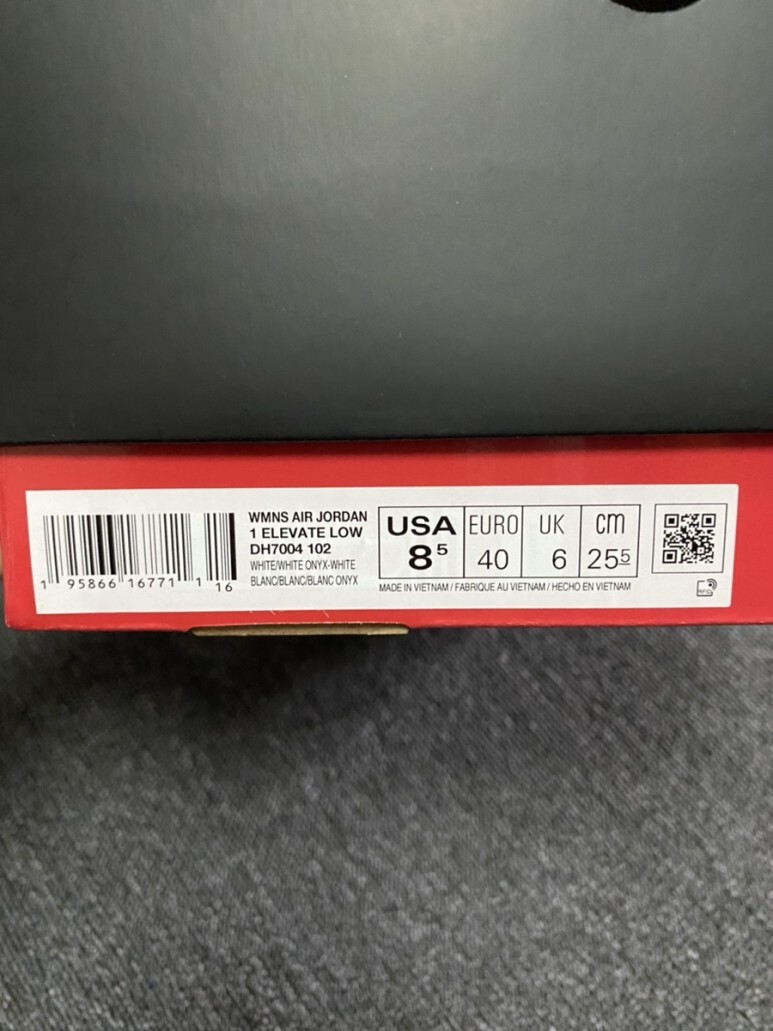 WMNS AIR JORDAN
1 ELEVATE LOW
DH7004 102
WHITE/WHITE ONYX-WHITE
BLANC/BLANC/BLANC ONYX
1 95866 16771 1 16
USA EURO UK cm
8 5 40 6 25 5
MADE IN VIETNAM / FABRIQUE AU VIETNAM / HECHO EN VIETNAM